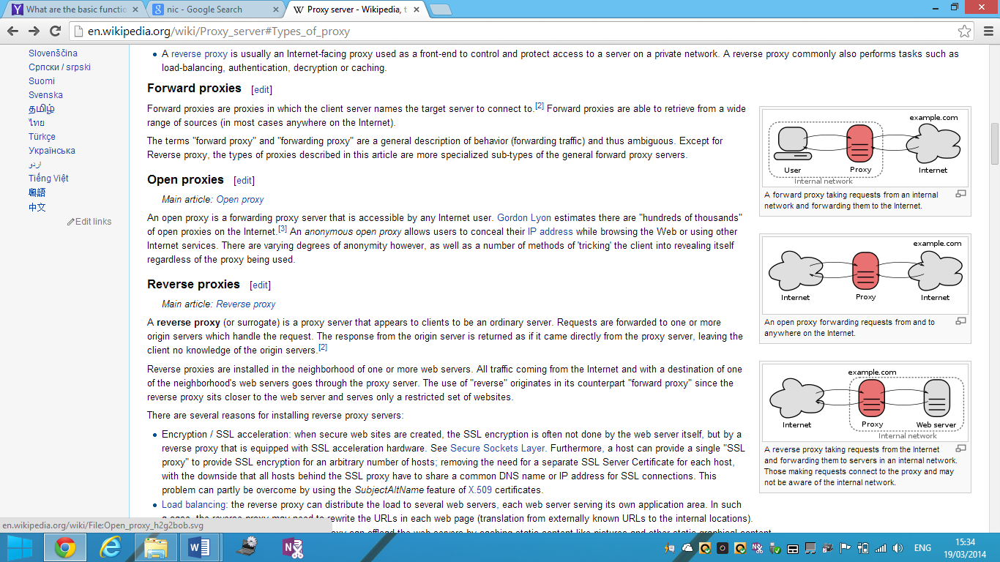 What are the basic functio
nic - Google Search
Proxy server - Wikipedia, t
en.wikipedia.org/wiki/Proxy_server#Types_of_proxy
Slovenščina
Српски / srpski
Suomi
Svenska
தமிழ்
ไทย
Türkçe
Українська
اردو
Tiếng Việt
粵語
中文
Edit links
A reverse proxy is usually an Internet-facing proxy used as a front-end to control and protect access to a server on a private network. A reverse proxy commonly also performs tasks such as
load-balancing, authentication, decryption or caching.
Forward proxies [edit]
Forward proxies are proxies in which the client server names the target server to connect to.[2] Forward proxies are able to retrieve from a wide
range of sources (in most cases anywhere on the Internet).
The terms "forward proxy" and "forwarding proxy" are a general description of behavior (forwarding traffic) and thus ambiguous. Except for
Reverse proxy, the types of proxies described in this article are more specialized sub-types of the general forward proxy servers.
Open proxies [edit]
Main article: Open proxy
An open proxy is a forwarding proxy server that is accessible by any Internet user. Gordon Lyon estimates there are "hundreds of thousands"
of open proxies on the Internet.[3] An anonymous open proxy allows users to conceal their IP address while browsing the Web or using other
Internet services. There are varying degrees of anonymity however, as well as a number of methods of 'tricking' the client into revealing itself
regardless of the proxy being used.
Reverse proxies [edit]
Main article: Reverse proxy
A reverse proxy (or surrogate) is a proxy server that appears to clients to be an ordinary server. Requests are forwarded to one or more
origin servers which handle the request. The response from the origin server is returned as if it came directly from the proxy server, leaving the
client no knowledge of the origin servers.[2]
Reverse proxies are installed in the neighborhood of one or more web servers. All traffic coming from the Internet and with a destination of one
of the neighborhood's web servers goes through the proxy server. The use of "reverse" originates in its counterpart "forward proxy" since the
reverse proxy sits closer to the web server and serves only a restricted set of websites.
There are several reasons for installing reverse proxy servers:
Encryption / SSL acceleration: when secure web sites are created, the SSL encryption is often not done by the web server itself, but by a
reverse proxy that is equipped with SSL acceleration hardware. See Secure Sockets Layer. Furthermore, a host can provide a single "SSL
proxy" to provide SSL encryption for an arbitrary number of hosts; removing the need for a separate SSL Server Certificate for each host,
with the downside that all hosts behind the SSL proxy have to share a common DNS name or IP address for SSL connections. This
problem can partly be overcome by using the SubjectAltName feature of X.509 certificates.
Load balancing: the reverse proxy can distribute the load to several web servers, each web server serving its own application area. In such
a case, the reverse proxy may need to rewrite the URLs in each web page (translation from externally known URLs to the internal locations).
example.com
User Proxy Internet
Internal network
A forward proxy taking requests from an internal
network and forwarding them to the Internet.
example.com
Internet Proxy Internet
An open proxy forwarding requests from and to
anywhere on the Internet.
example.com
Internet Proxy Web server
Internal network
A reverse proxy taking requests from the Internet
and forwarding them to servers in an internal network.
Those making requests connect to the proxy and may
not be aware of the internal network.
en.wikipedia.org/wiki/File:Open_proxy_h2g2bob.svg
ENG
15:34
19/03/2014